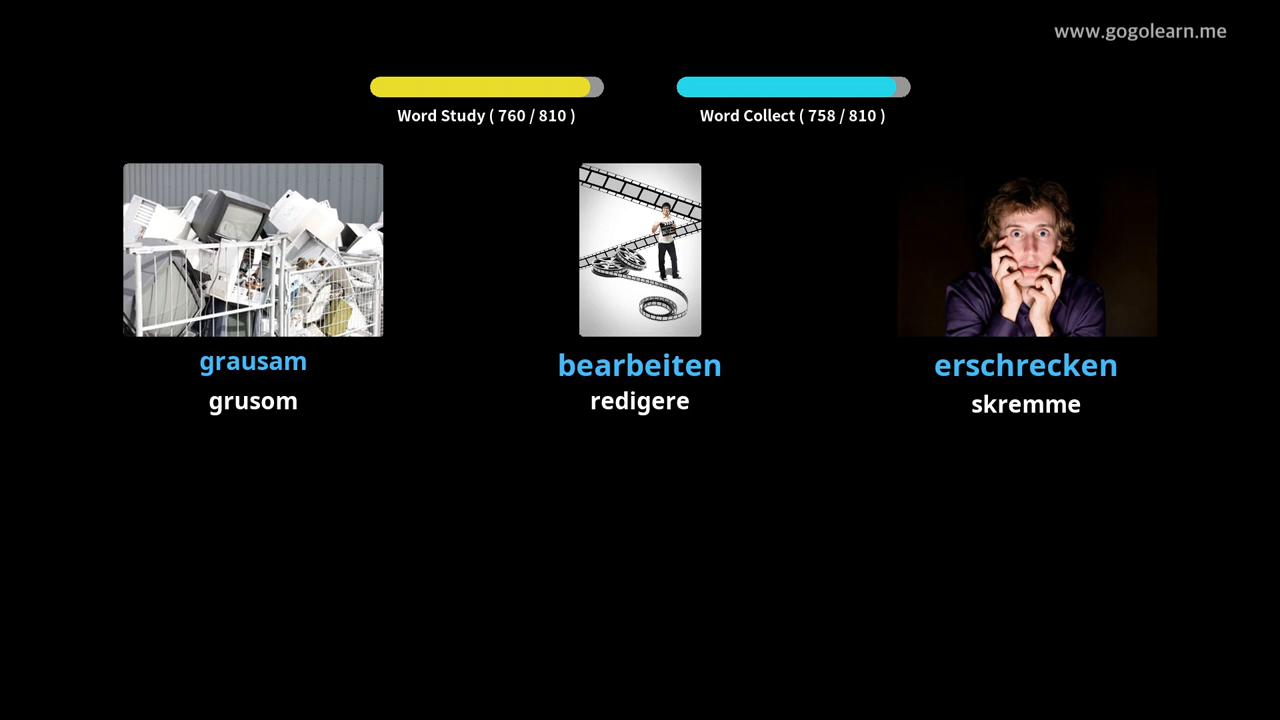 www.gogolearn.me
Word Study ( 760 / 810 )
Word Collect ( 758 / 810 )
grausam
grusom
bearbeiten
redigere
erschrecken
skremme